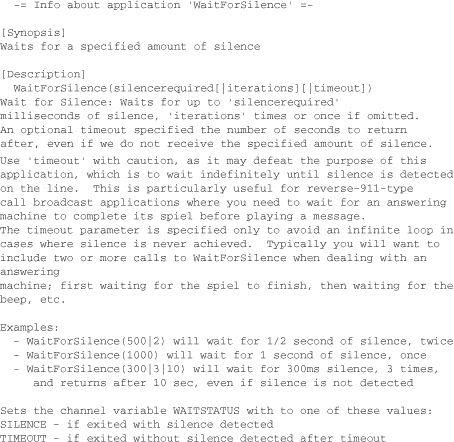 -= Info about application 'WaitForSilence' =-
[Synopsis]
Waits for a specified amount of silence
[Description]
WaitForSilence(silencerequired[|iterations][|timeout])
Wait for Silence: Waits for up to 'silencerequired'
milliseconds of silence, 'iterations' times or once if omitted.
An optional timeout specified the number of seconds to return
after, even if we do not receive the specified amount of silence.
Use 'timeout' with caution, as it may defeat the purpose of this
application, which is to wait indefinitely until silence is detected
on the line.  This is particularly useful for reverse-911-type
call broadcast applications where you need to wait for an answering
machine to complete its spiel before playing a message.
The timeout parameter is specified only to avoid an infinite loop in
cases where silence is never achieved.  Typically you will want to
include two or more calls to WaitForSilence when dealing with an
answering
machine; first waiting for the spiel to finish, then waiting for the
beep, etc.
Examples:
- WaitForSilence(500|2) will wait for 1/2 second of silence, twice
- WaitForSilence(1000) will wait for 1 second of silence, once
- WaitForSilence(300|3|10) will wait for 300ms silence, 3 times,
and returns after 10 sec, even if silence is not detected
Sets the channel variable WAITSTATUS with to one of these values:
SILENCE - if exited with silence detected
TIMEOUT - if exited without silence detected after timeout